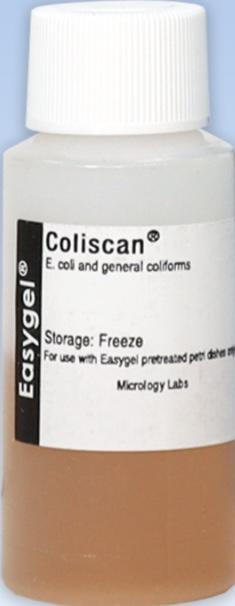 Easygel®
Coliscan®
E. coli and general coliforms
Storage: Freeze
For use with Easygel pretreated petri dishes only
Micrology Labs